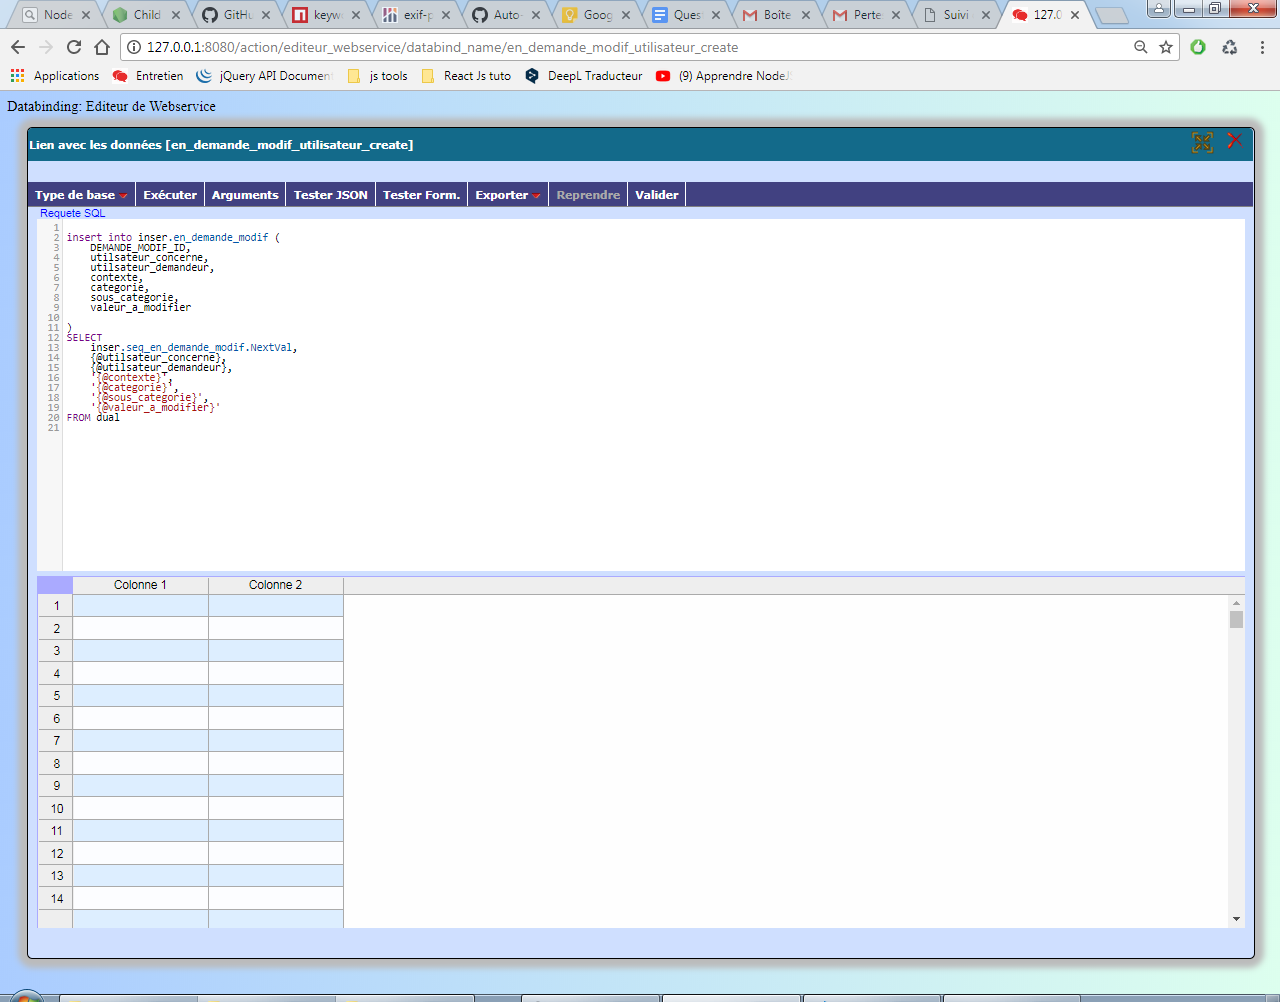 Node
Child
GitHu
keywo
exif-p
Auto-
Goog
Ques
Boîte
Perte
Suivi
127.0
127.0.0.1:8080/action/editeur_webservice/databind_name/en_demande_modif_utilisateur_create
Applications
Entretien
jQuery API Documen
js tools
React Js tuto
DeepL Traducteur
(9) Apprendre NodeJ
Databinding: Editeur de Webservice
Lien avec les données [en_demande_modif_utilisateur_create]
Type de base
Exécuter
Arguments
Tester JSON
Tester Form.
Exporter
Reprendre
Valider
Requete SQL
1
2 insert into inser.en_demande_modif (
3 DEMANDE_MODIF_ID,
4 utilsateur_concerne,
5 utilsateur_demandeur,
6 contexte,
7 categorie,
8 sous_categorie,
9 valeur_a_modifier
10
11 )
12 SELECT
13 inser.seq_en_demande_modif.NextVal,
14 {@utilsateur_concerne},
15 {@utilsateur_demandeur},
16 '{@contexte}',
17 '{@categorie}',
18 '{@sous_categorie}',
19 '{@valeur_a_modifier}'
20 FROM dual
21
Colonne 1
Colonne 2
1
2
3
4
5
6
7
8
9
10
11
12
13
14